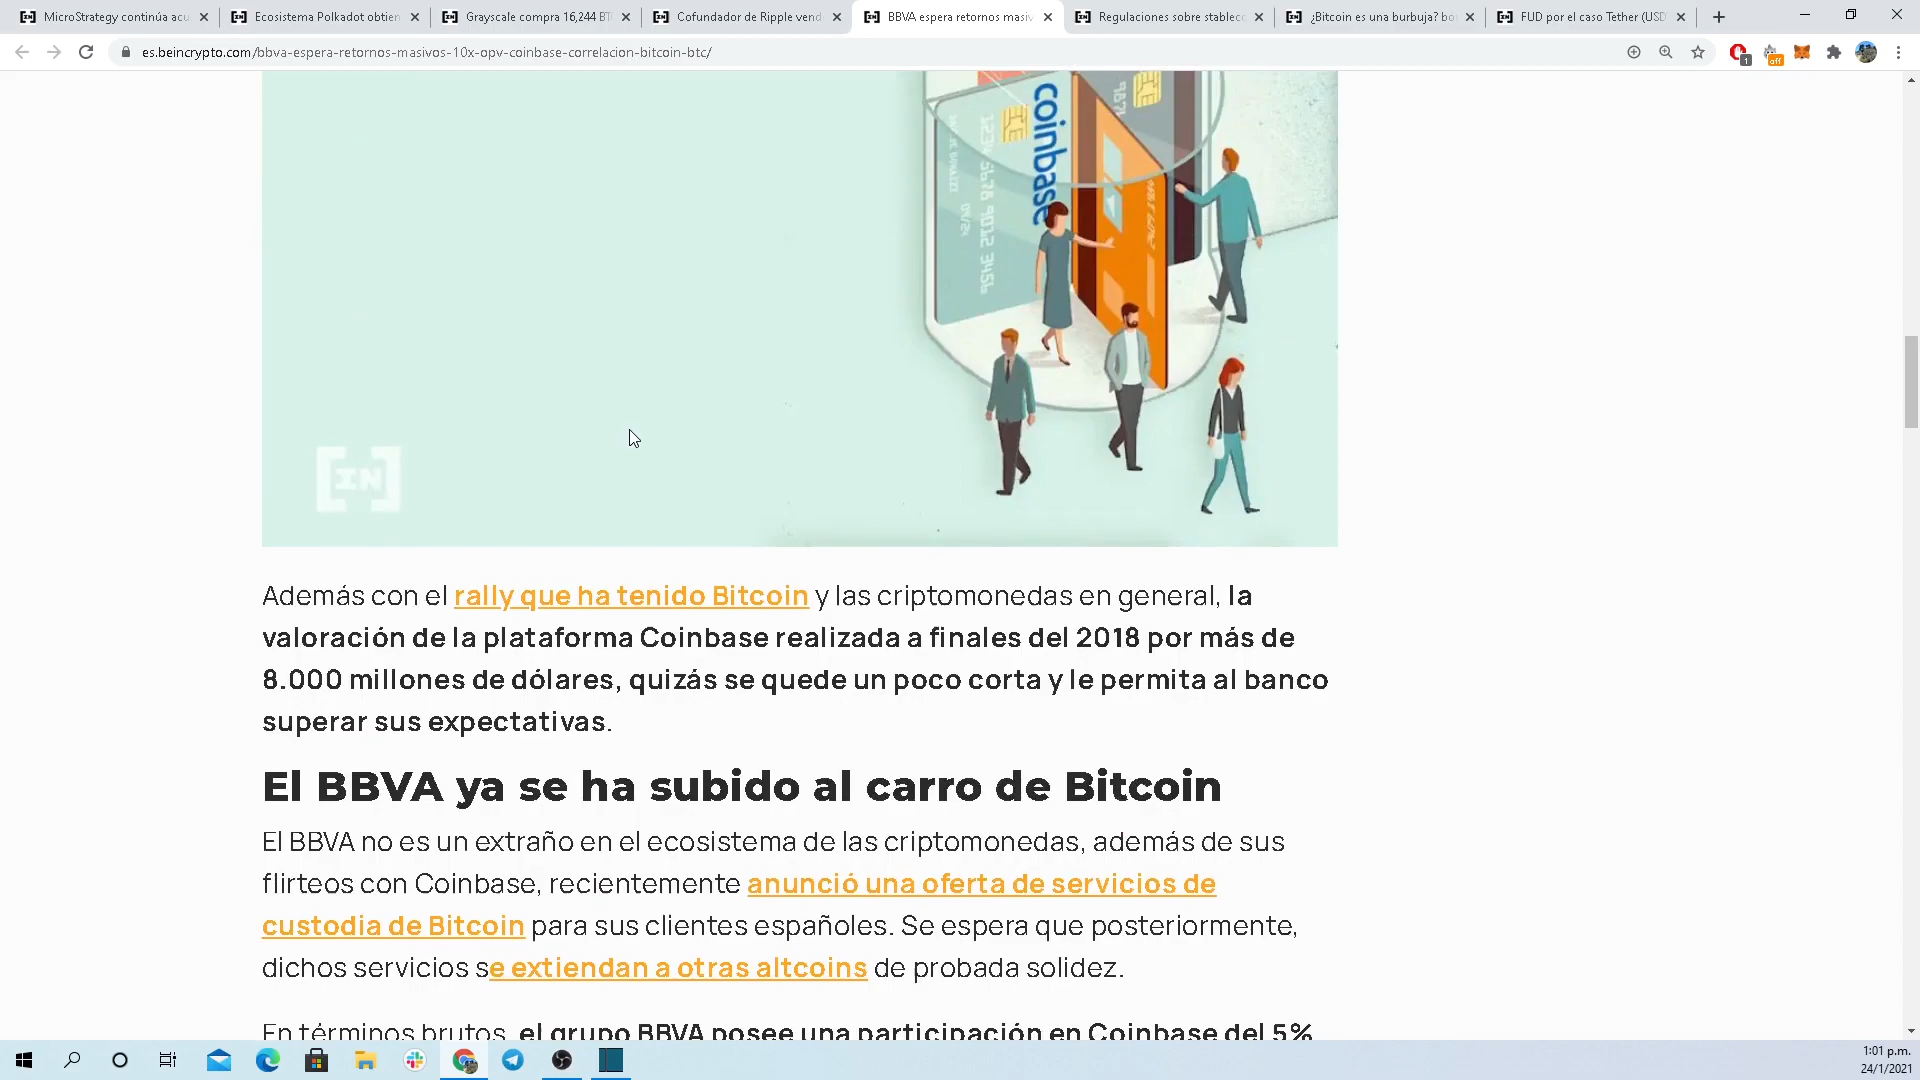 MicroStrategy continúa acu
Ecosistema Polkadot obtien
Grayscale compra 16,244 BT
Cofundador de Ripple vend
BBVA espera retornos masiv
Regulaciones sobre stablecc
¿Bitcoin es una burbuja? bo
FUD por el caso Tether (USD
es.beincrypto.com/bbva-espera-retornos-masivos-10x-opv-coinbase-correlacion-bitcoin-btc/
1
off
coinbase
IN
Además con el rally que ha tenido Bitcoin y las criptomonedas en general, la
valoración de la plataforma Coinbase realizada a finales del 2018 por más de
8.000 millones de dólares, quizás se quede un poco corta y le permita al banco
superar sus expectativas.
El BBVA ya se ha subido al carro de Bitcoin
El BBVA no es un extraño en el ecosistema de las criptomonedas, además de sus
flirteos con Coinbase, recientemente anunció una oferta de servicios de
custodia de Bitcoin para sus clientes españoles. Se espera que posteriormente,
dichos servicios se extiendan a otras altcoins de probada solidez.
En términos brutos, el grupo BBVA posee una participación en Coinbase del 5%
1:01 p.m.
24/1/2021